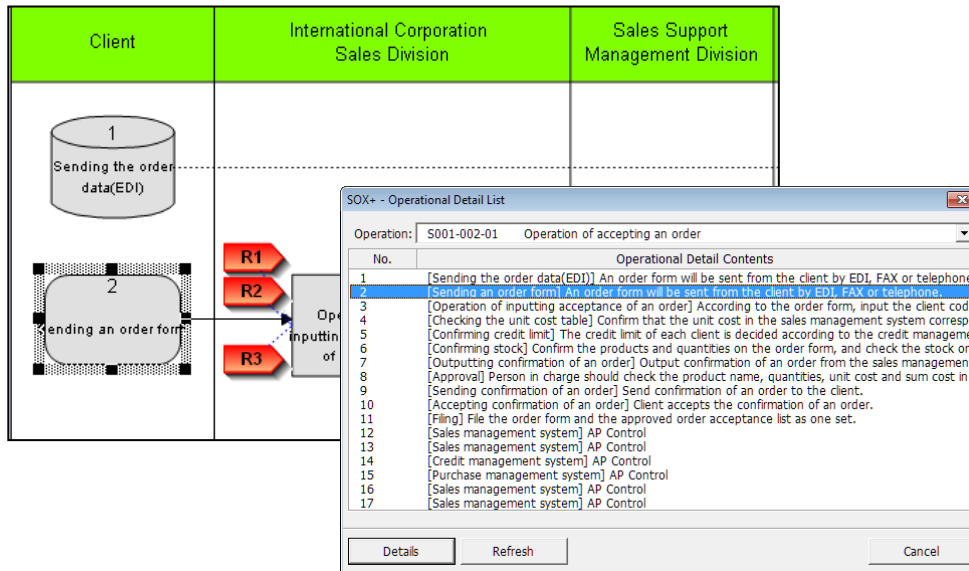 Client
International Corporation
Sales Division
Sales Support
Management Division
1
Sending the order
data(EDI)
R1
R2
R3
2
ending an order form
Ope
inputtin
of
SOX+ - Operational Detail List
Operation: S001-002-01 Operation of accepting an order
No. Operational Detail Contents
1 [Sending the order data(EDI)] An order form will be sent from the client by EDI, FAX or telephone
2 [Sending an order form] An order form will be sent from the client by EDI, FAX or telephone.
3 [Operation of inputting acceptance of an order] According to the order form, input the client cod
4 [Checking the unit cost table] Confirm that the unit cost in the sales management system corresp
5 [Confirming credit limit] The credit limit of each client is decided according to the credit manageme
6 [Confirming stock] Confirm the products and quantities on the order form, and check the stock or
7 [Outputting confirmation of an order] Output confirmation of an order from the sales management
8 [Approval] Person in charge should check the product name, quantities, unit cost and sum cost in
9 [Sending confirmation of an order] Send confirmation of an order to the client.
10 [Accepting confirmation of an order] Client accepts the confirmation of an order.
11 [Filing] File the order form and the approved order acceptance list as one set.
12 [Sales management system] AP Control
13 [Sales management system] AP Control
14 [Credit management system] AP Control
15 [Purchase management system] AP Control
16 [Sales management system] AP Control
17 [Sales management system] AP Control
Details Refresh Cancel